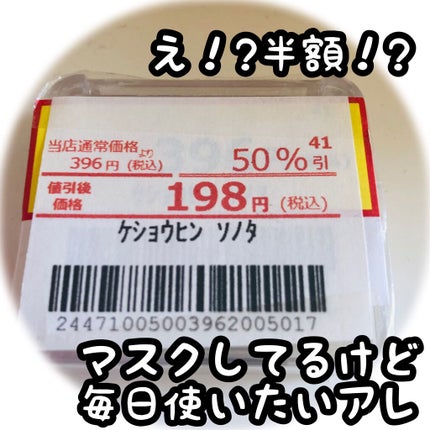 え!?半額!?
当店通常価格より
396円(税込)
50%引
41
値引後
価格
198円(税込)
ケショウヒン ソノタ
24471005003962005017
マスクしてるけど
毎日使いたいアレ